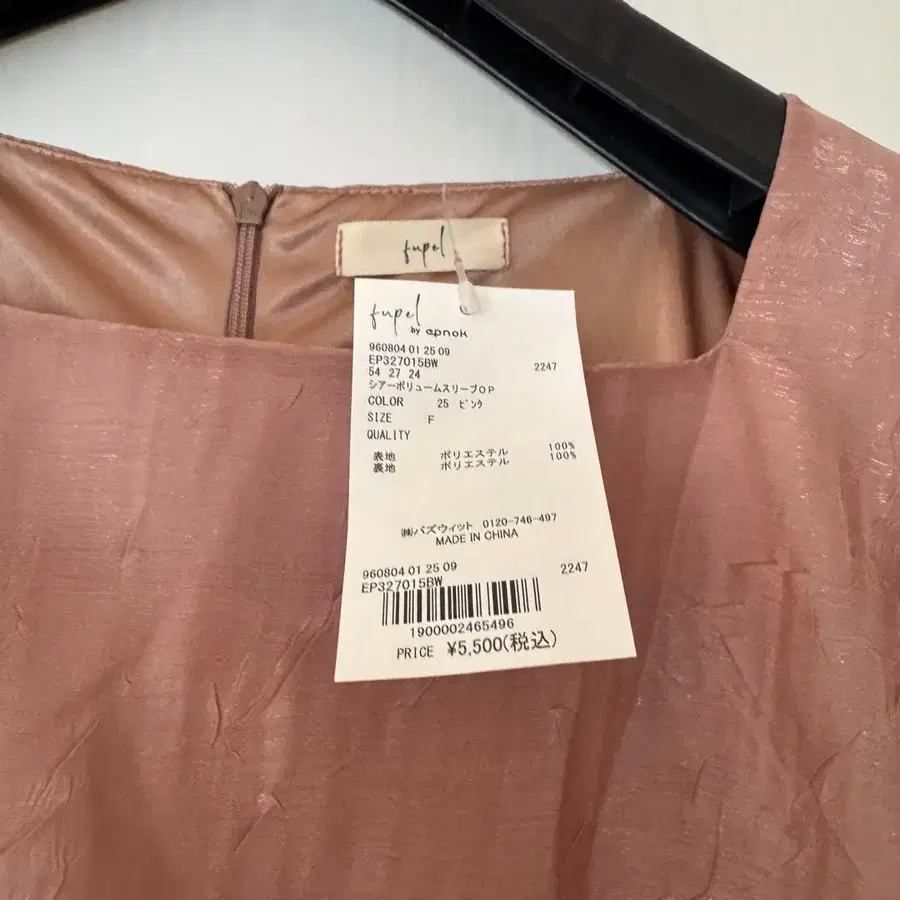 fupel
fupel
by epnok
960804 01 25 09
EP327015BW 2247
54 27 24
シアーボリュームスリーブOP
COLOR 25 ピンク
SIZE F
QUALITY
表地 ポリエステル 100%
裏地 ポリエステル 100%
㈱バズウィット 0120-746-497
MADE IN CHINA
960804 01 25 09 2247
EP327015BW
1900002465496
PRICE ¥5,500(税込)